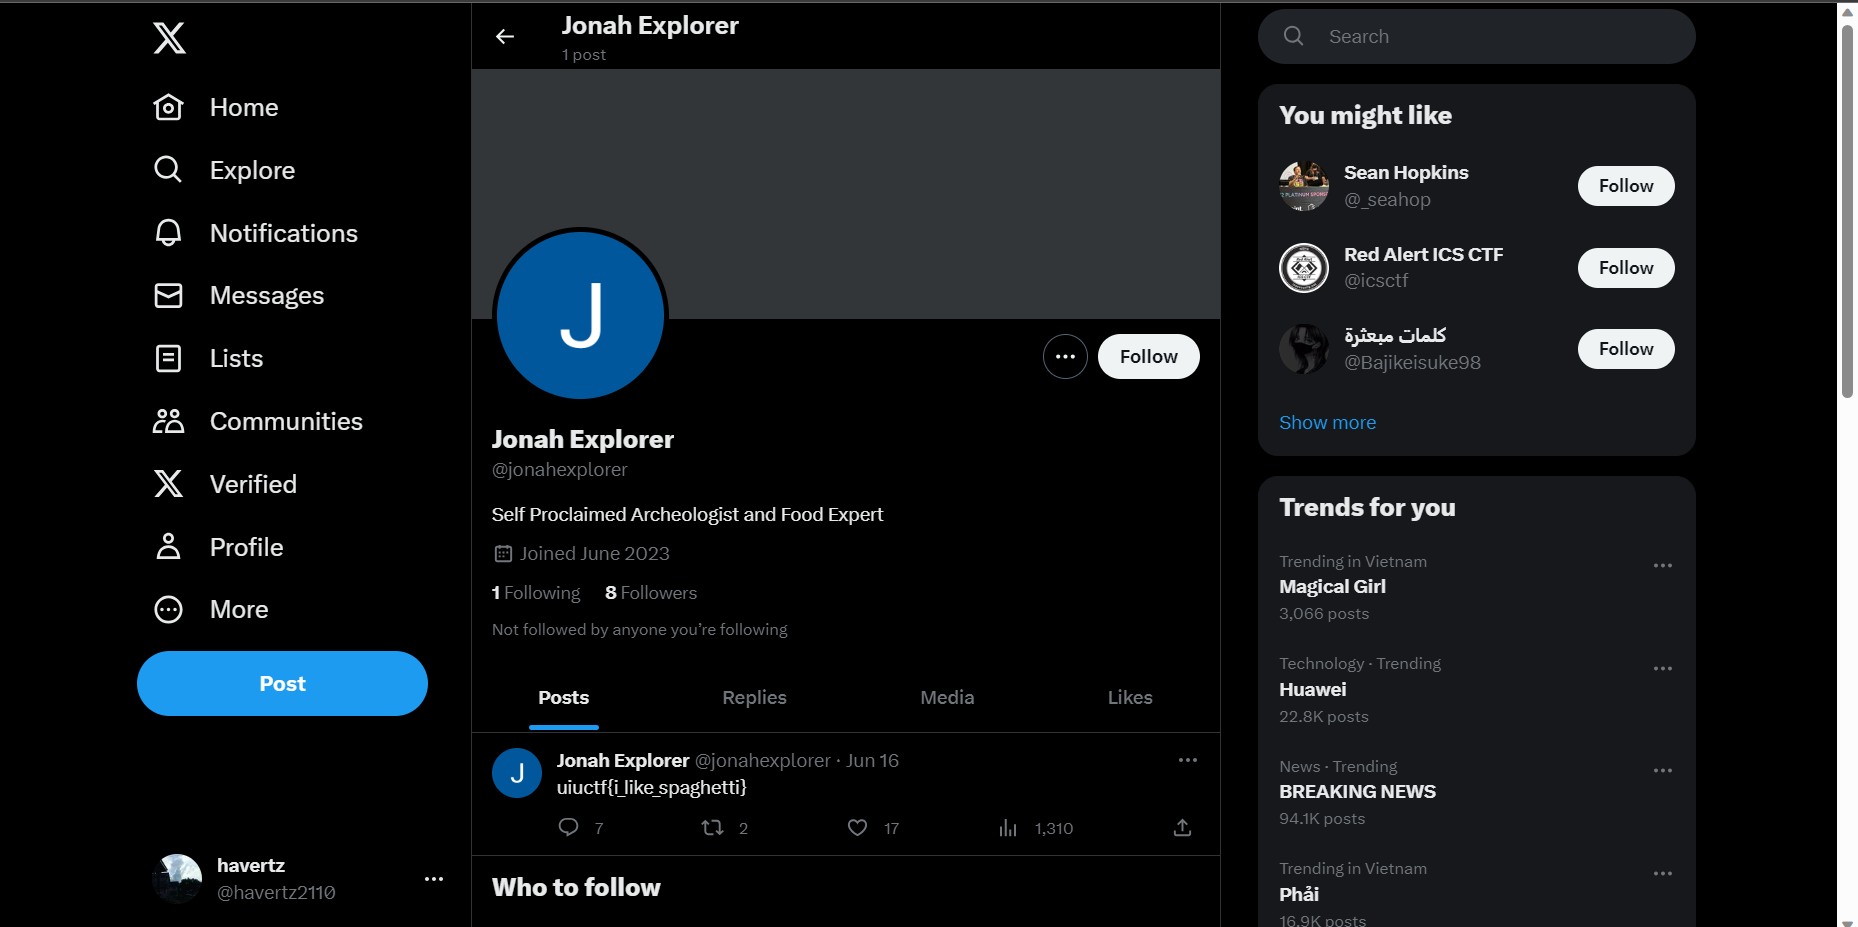 Home
Explore
Notifications
Messages
Lists
Communities
Verified
Profile
More
Post
havertz
@havertz2110
Jonah Explorer
1 post
J
Follow
Jonah Explorer
@jonahexplorer
Self Proclaimed Archeologist and Food Expert
Joined June 2023
1 Following 8 Followers
Not followed by anyone you're following
Posts Replies Media Likes
J
Jonah Explorer @jonahexplorer · Jun 16
uiuctf{i_like_spaghetti}
7 2 17 1,310
Who to follow
Search
You might like
Sean Hopkins
@_seahop
Follow
Red Alert ICS CTF
@icsctf
Follow
كلمات مبعثرة
@Bajikeisuke98
Follow
Show more
Trends for you
Trending in Vietnam
Magical Girl
3,066 posts
Technology · Trending
Huawei
22.8K posts
News · Trending
BREAKING NEWS
94.1K posts
Trending in Vietnam
Phải
16.9K posts